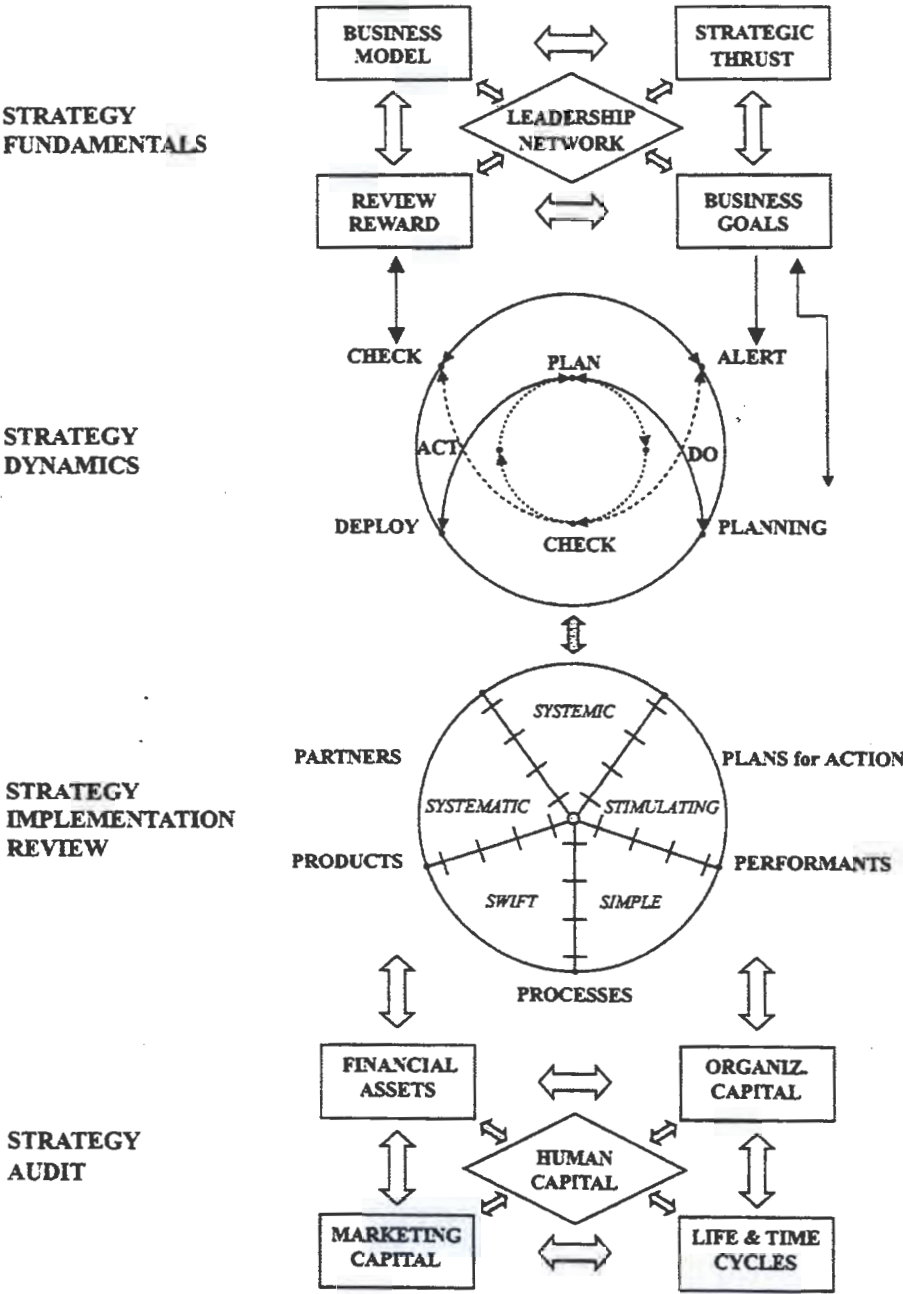 BUSINESS
MODEL
STRATEGIC
THRUST
STRATEGY
FUNDAMENTALS
LEADERSHIP
NETWORK
REVIEW
REWARD
BUSINESS
GOALS
CHECK
PLAN
ALERT
STRATEGY
DYNAMICS
ACT
DO
DEPLOY
CHECK
PLANNING
SYSTEMIC
PARTNERS
PLANS for ACTION
STRATEGY
IMPLEMENTATION
REVIEW
SYSTEMATIC
STIMULATING
PRODUCTS
PERFORMANTS
SWIFT
SIMPLE
PROCESSES
FINANCIAL
ASSETS
ORGANIZ.
CAPITAL
STRATEGY
AUDIT
HUMAN
CAPITAL
MARKETING
CAPITAL
LIFE & TIME
CYCLES